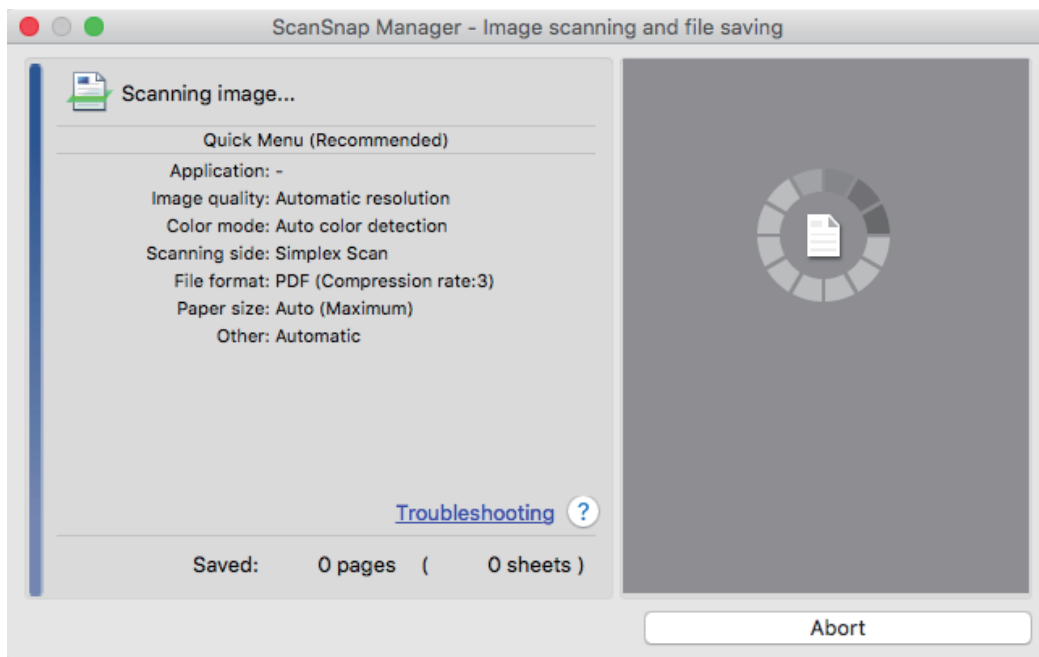 ScanSnap Manager - Image scanning and file saving
Scanning image...
Quick Menu (Recommended)
Application: -
Image quality: Automatic resolution
Color mode: Auto color detection
Scanning side: Simplex Scan
File format: PDF (Compression rate:3)
Paper size: Auto (Maximum)
Other: Automatic
Troubleshooting ?
Saved: 0 pages ( 0 sheets )
Abort